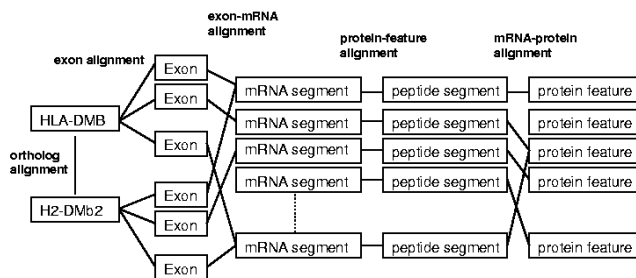 exon-mRNA
alignment
protein-feature
alignment
mRNA-protein
alignment
exon alignment
Exon
Exon
mRNA segment
peptide segment
protein feature
HLA-DMB
mRNA segment
peptide segment
protein feature
Exon
mRNA segment
peptide segment
protein feature
ortholog
alignment
mRNA segment
peptide segment
protein feature
Exon
H2-DMb2
Exon
Exon
mRNA segment
peptide segment
protein feature